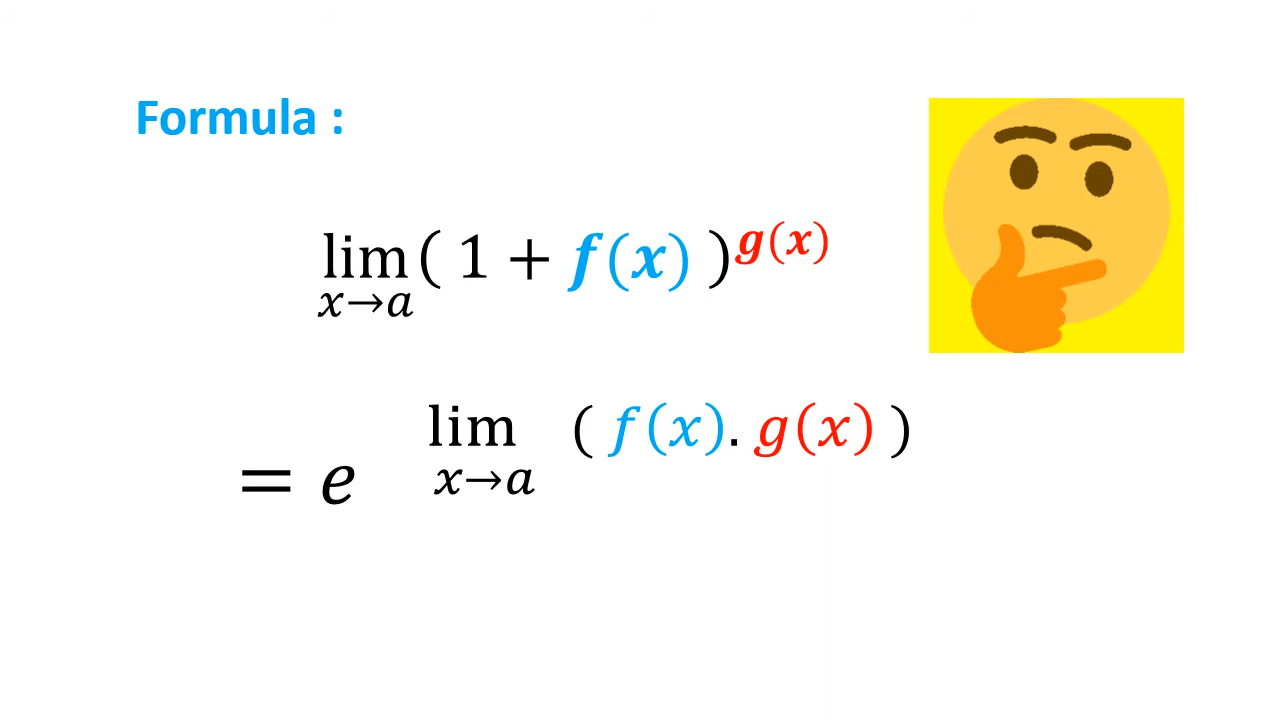 Formula :
lim ( 1 + f(x) )^g(x)
x→a
lim ( f(x). g(x) )
x→a
= e